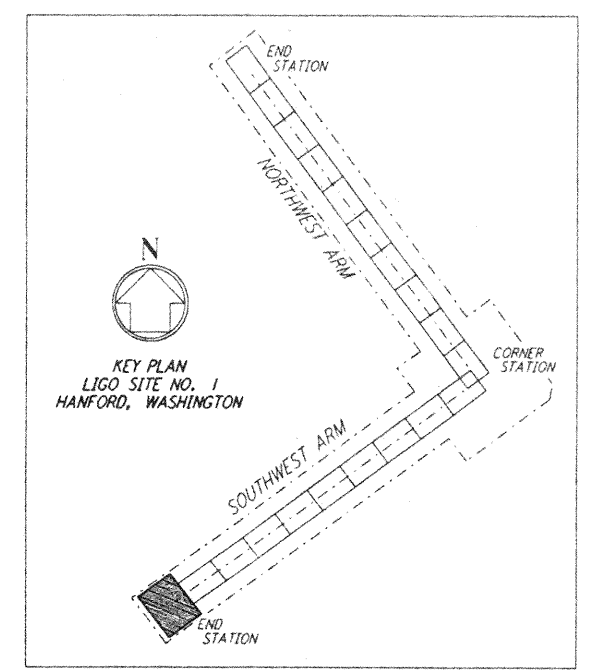 END
STATION
NORTHWEST ARM
N
KEY PLAN
LIGO SITE NO. 1
HANFORD, WASHINGTON
CORNER
STATION
SOUTHWEST ARM
END
STATION